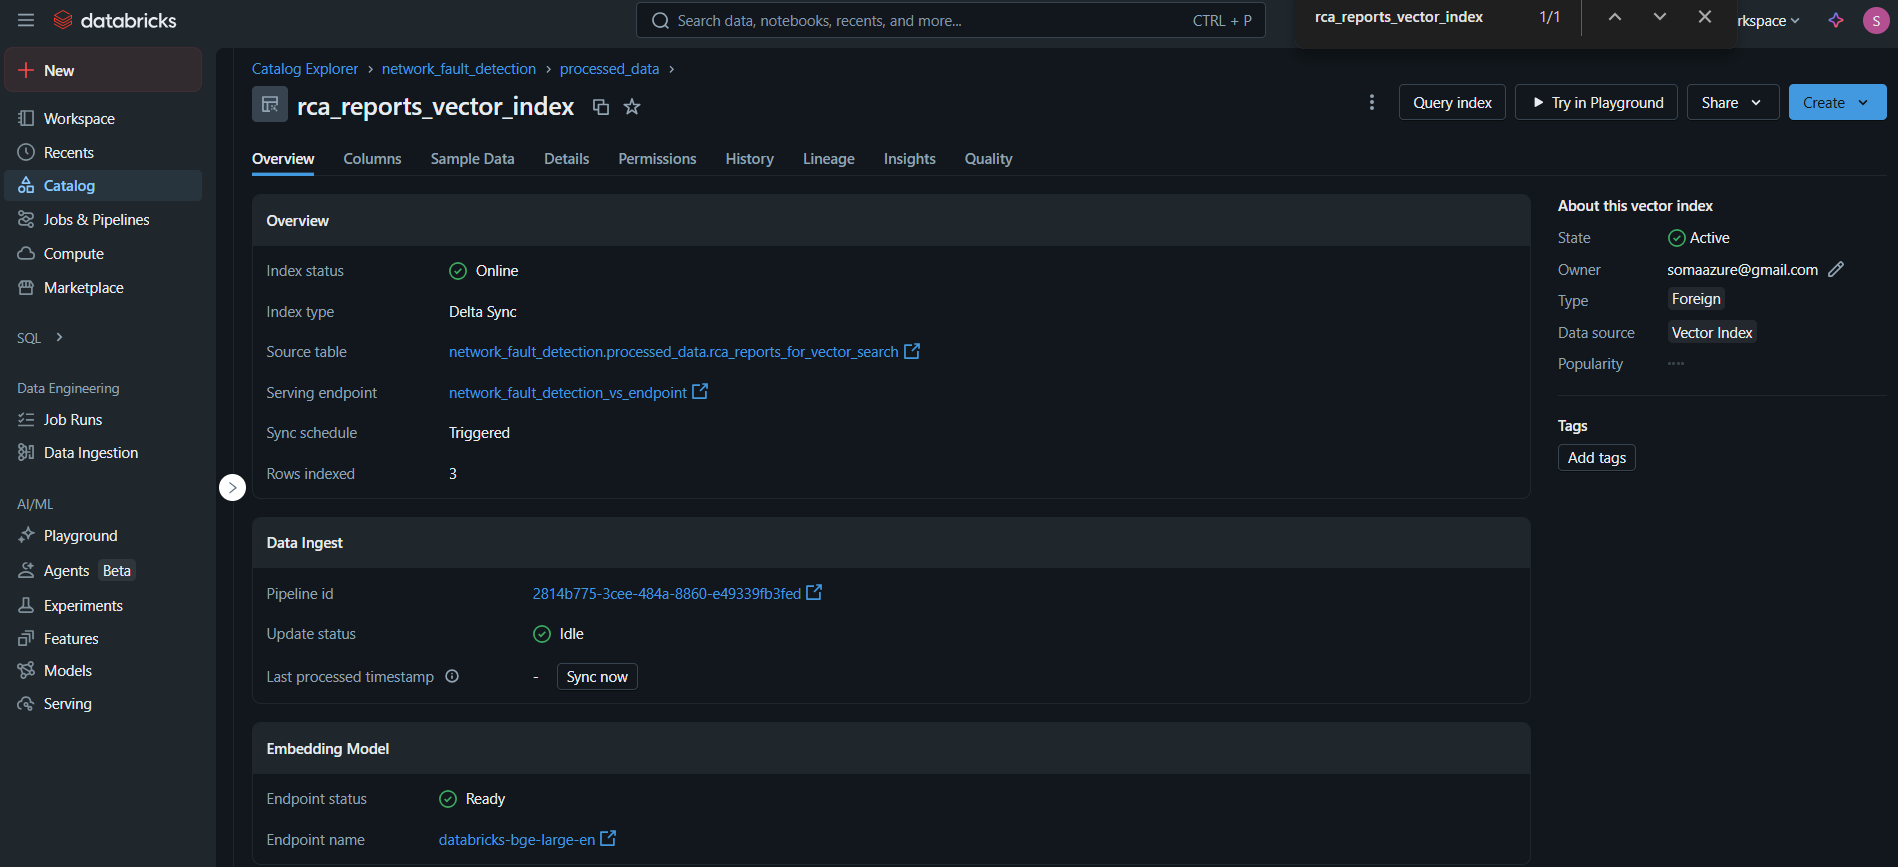 databricks
Search data, notebooks, recents, and more...
CTRL + P
rca_reports_vector_index
1/1
rkspace
S
New
Workspace
Recents
Catalog
Jobs & Pipelines
Compute
Marketplace
SQL
Data Engineering
Job Runs
Data Ingestion
AI/ML
Playground
Agents Beta
Experiments
Features
Models
Serving
Catalog Explorer > network_fault_detection > processed_data >
rca_reports_vector_index
Query index
Try in Playground
Share
Create
Overview Columns Sample Data Details Permissions History Lineage Insights Quality
Overview
Index status Online
Index type Delta Sync
Source table network_fault_detection.processed_data.rca_reports_for_vector_search
Serving endpoint network_fault_detection_vs_endpoint
Sync schedule Triggered
Rows indexed 3
Data Ingest
Pipeline id 2814b775-3cee-484a-8860-e49339fb3fed
Update status Idle
Last processed timestamp - Sync now
Embedding Model
Endpoint status Ready
Endpoint name databricks-bge-large-en
About this vector index
State Active
Owner somaazure@gmail.com
Type Foreign
Data source Vector Index
Popularity
Tags
Add tags